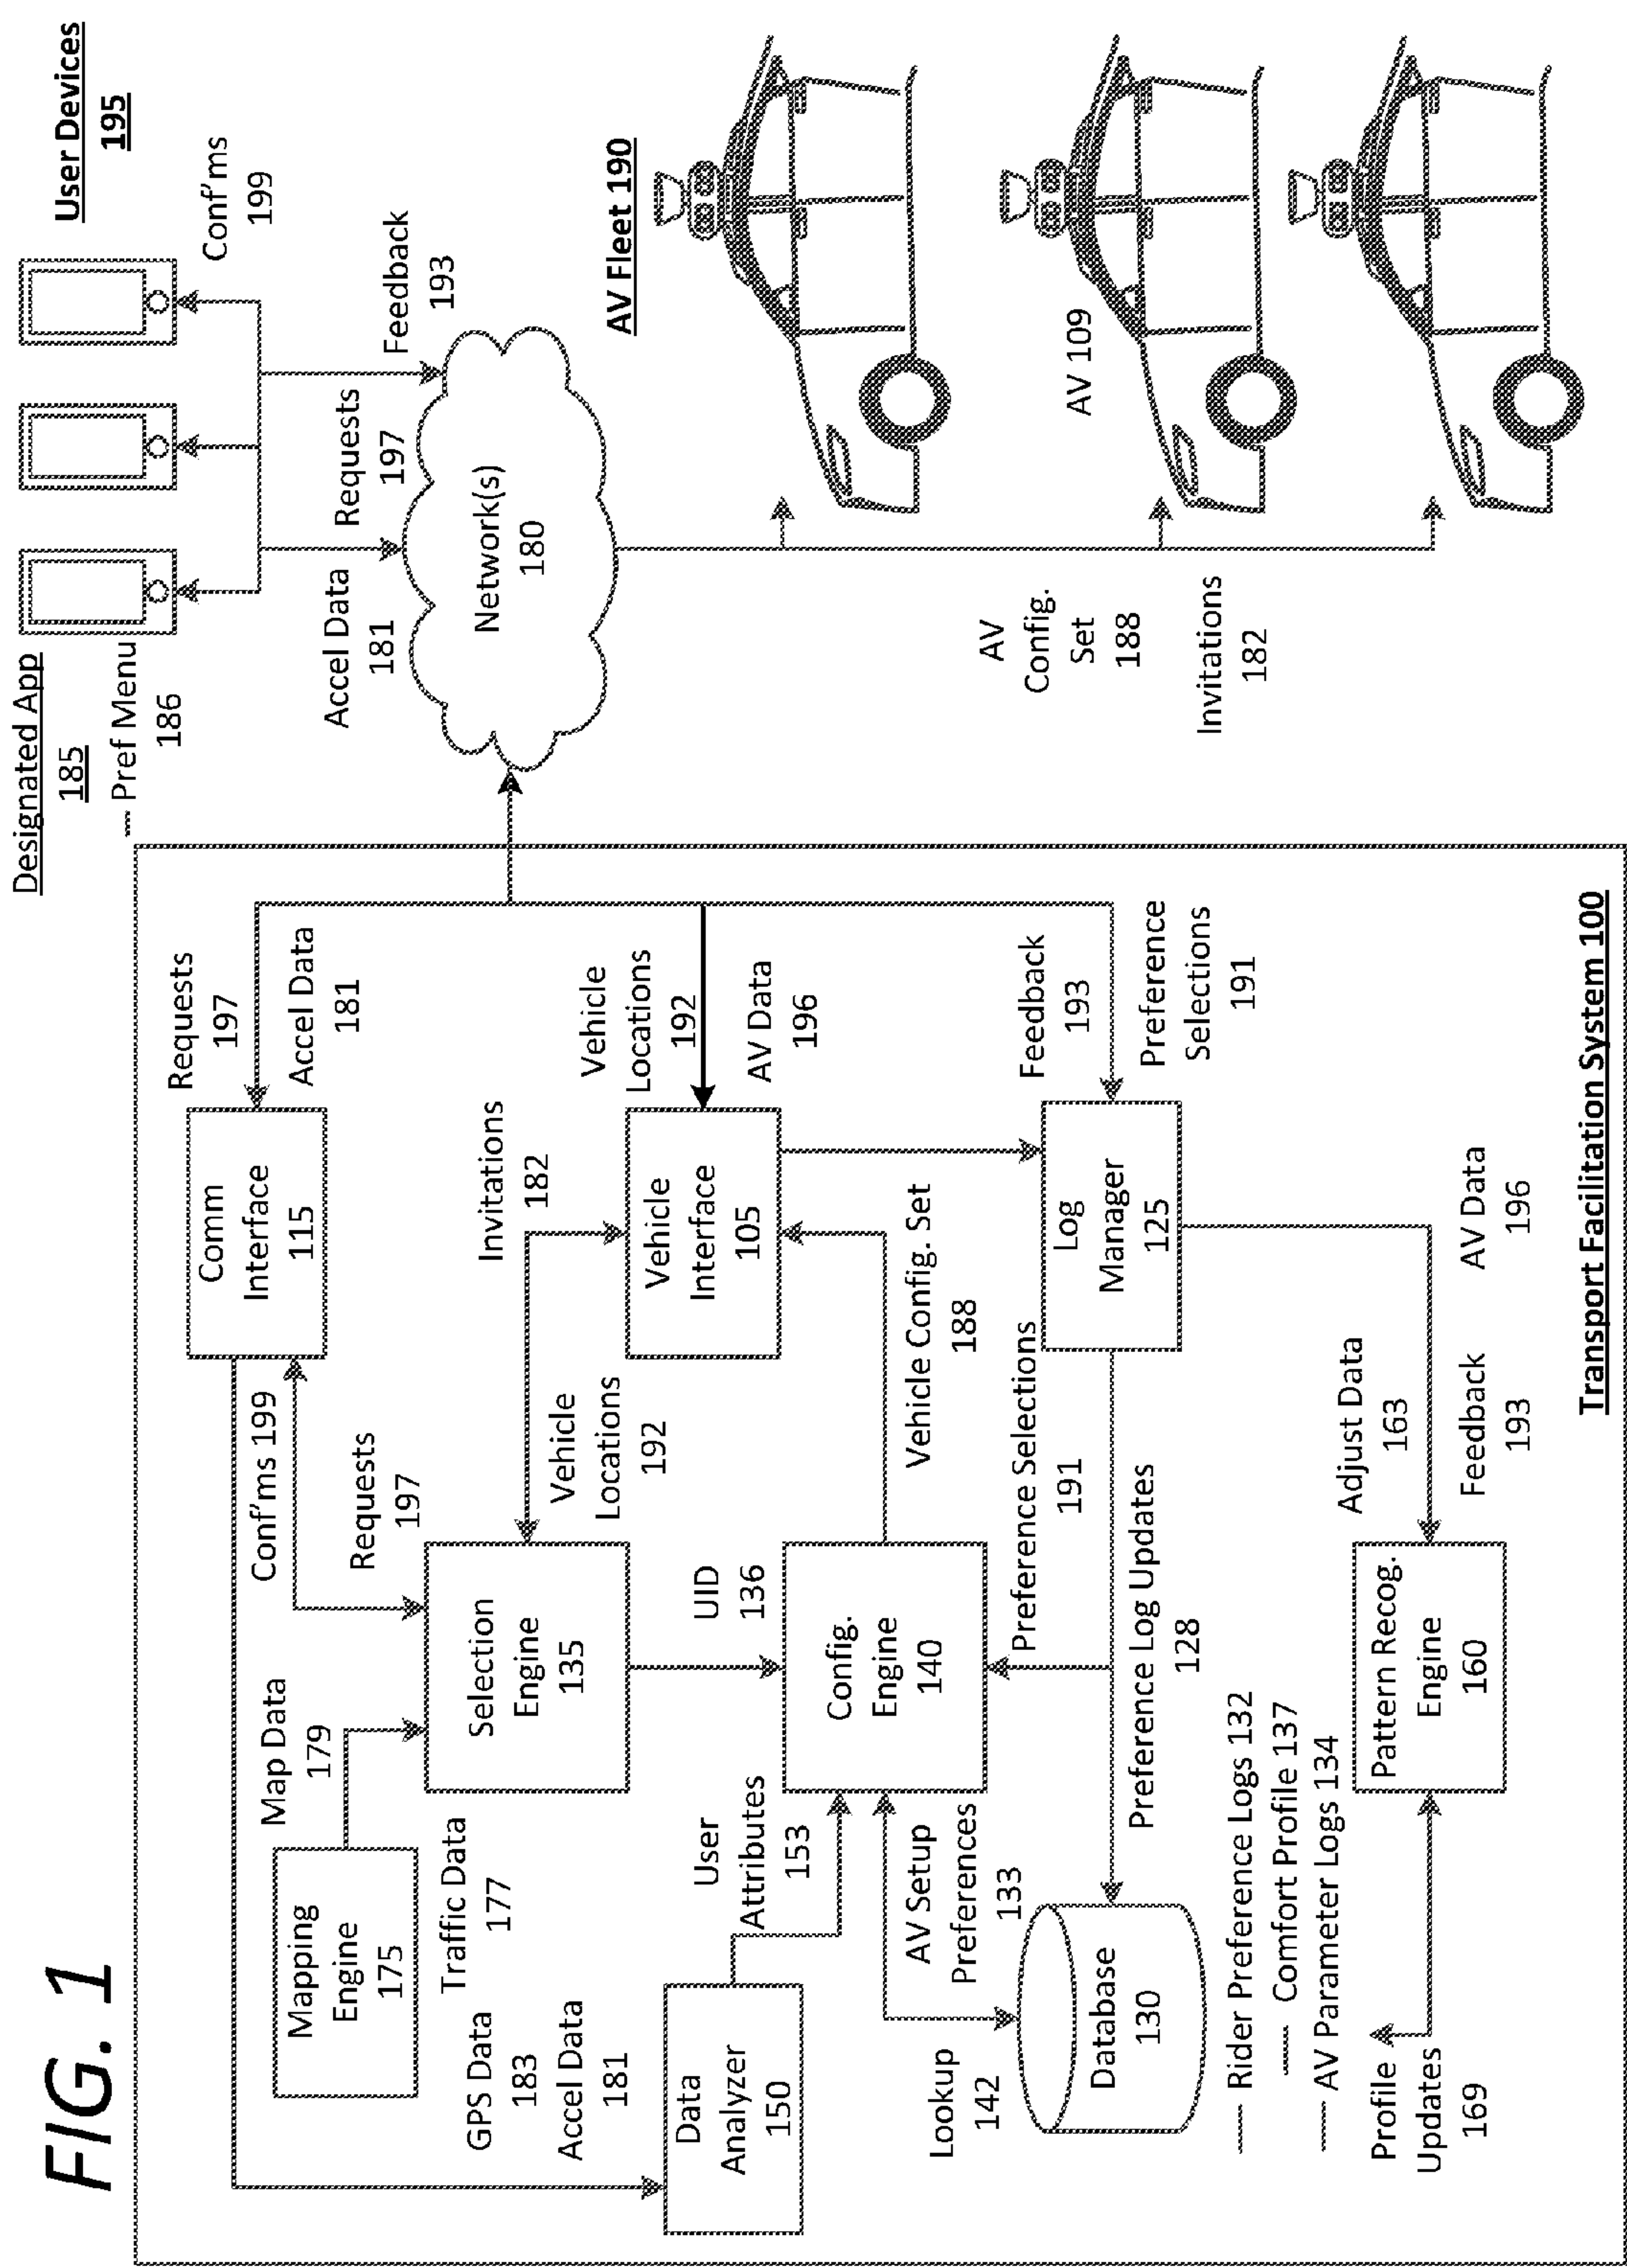 FIG. 1
Designated App
185
— Pref Menu
186
User Devices
195
Conf'ms
199
Accel Data
181
Requests
197
Feedback
193
Network(s)
180
AV Fleet 190
AV 109
AV
Config.
Set
188
Invitations
182
Requests
197
Accel Data
181
Comm
Interface
115
Conf'ms 199
Requests
197
Map Data
179
Mapping
Engine
175
Traffic Data
177
GPS Data
183
Accel Data
181
Selection
Engine
135
Invitations
182
Vehicle
Locations
192
Vehicle
Locations
192
AV Data
196
Vehicle
Interface
105
UID
136
Data
Analyzer
150
User
Attributes
153
Config.
Engine
140
Vehicle Config. Set
188
AV Setup
Preferences
133
Lookup
142
Database
130
Preference Selections
191
Preference Log Updates
128
Log
Manager
125
Feedback
193
Preference
Selections
191
— Rider Preference Logs 132
— Comfort Profile 137
— AV Parameter Logs 134
Profile
Updates
169
Pattern Recog.
Engine
160
Adjust Data
163
Feedback
193
AV Data
196
Transport Facilitation System 100